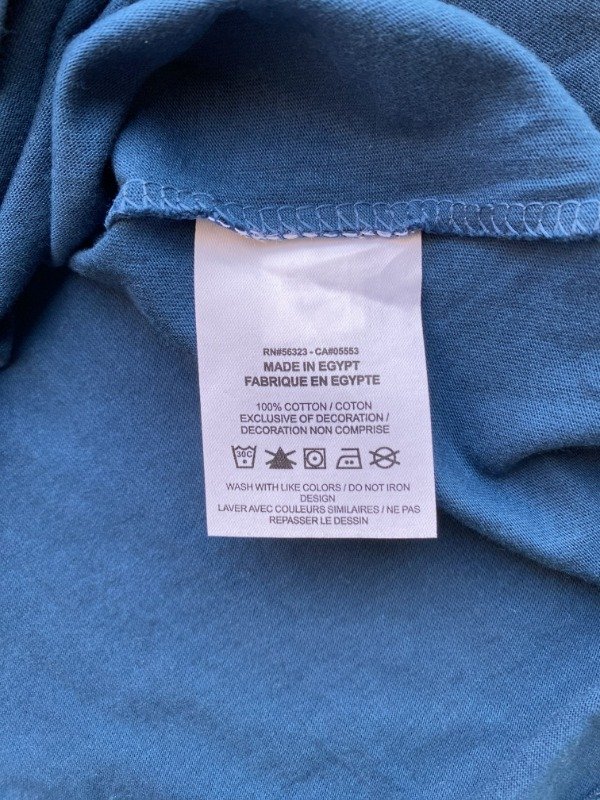 RN#56323 - CA#05553
MADE IN EGYPT
FABRIQUE EN EGYPTE
100% COTTON / COTON
EXCLUSIVE OF DECORATION /
DECORATION NON COMPRISE
30C
WASH WITH LIKE COLORS / DO NOT IRON
DESIGN
LAVER AVEC COULEURS SIMILAIRES / NE PAS
REPASSER LE DESSIN